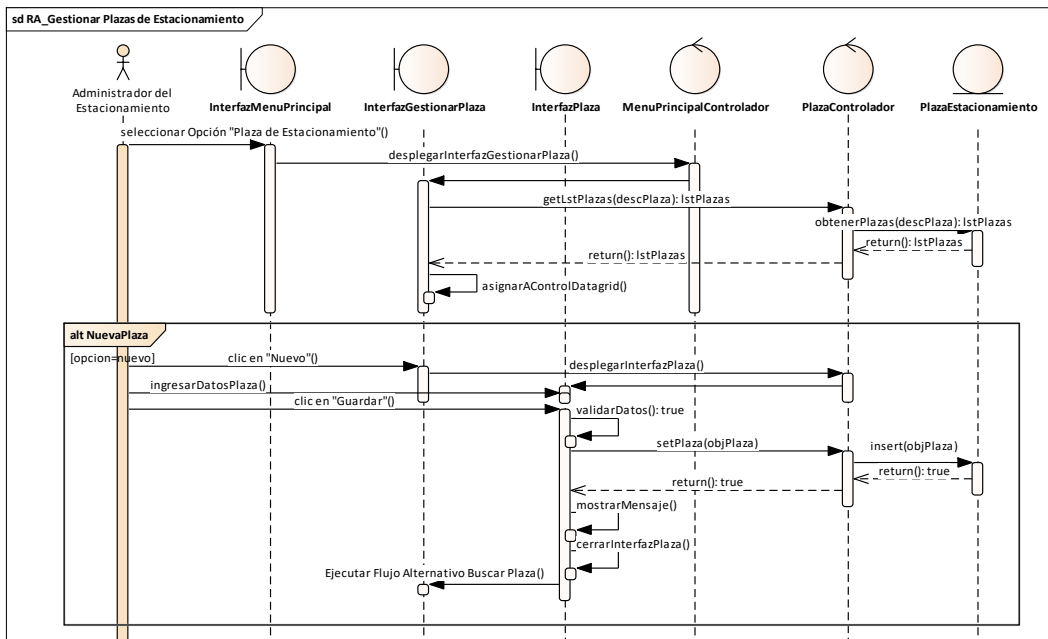 sd RA_Gestionar Plazas de Estacionamiento
Administrador del
Estacionamiento
InterfazMenuPrincipal
InterfazGestionarPlaza
InterfazPlaza
MenuPrincipalControlador
PlazaControlador
PlazaEstacionamiento
seleccionar Opción "Plaza de Estacionamiento"()
desplegarInterfazGestionarPlaza()
getLstPlazas(descPlaza): lstPlazas
obtenerPlazas(descPlaza): lstPlazas
return(): lstPlazas
return(): lstPlazas
asignarAControlDatagrid()
alt NuevaPlaza
[opcion=nuevo]
clic en "Nuevo"()
desplegarInterfazPlaza()
ingresarDatosPlaza()
clic en "Guardar"()
validarDatos(): true
setPlaza(objPlaza)
insert(objPlaza)
return(): true
return(): true
mostrarMensaje()
cerrarInterfazPlaza()
Ejecutar Flujo Alternativo Buscar Plaza()